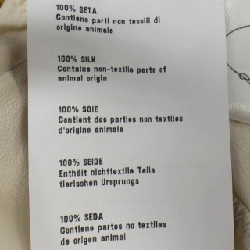 100% SETA
Contiene parti non tessili di
origine animale
100% SILK
Contains non-textile parts of
animal origin
100% SOIE
Contient des parties non textiles
d'origine animale
100% SEIDE
Enthält nichttextile Teile
tierischen Ursprungs
100% SEDA
Contiene partes no textiles
de origen animal